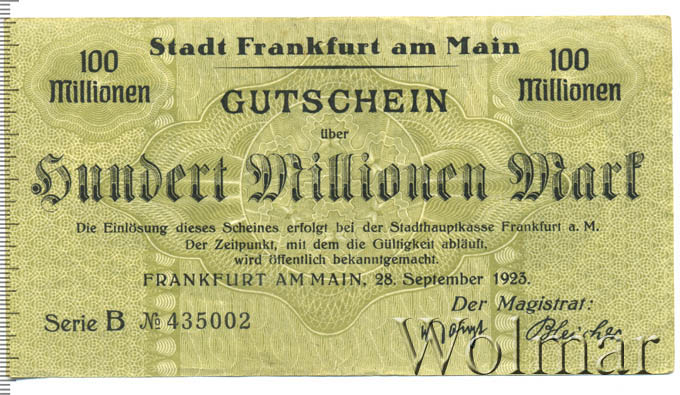 Stadt Frankfurt am Main
100 Millionen
100 Millionen
GUTSCHEIN
über
Hundert Millionen Mark
Die Einlösung dieses Scheines erfolgt bei der Stadthauptkasse Frankfurt a. M.
Der Zeitpunkt, mit dem die Gültigkeit abläuft,
wird öffentlich bekanntgemacht.
FRANKFURT AM MAIN, 28. September 1923.
Der Magistrat:
Serie B № 435002
Bleicher
Wolmar